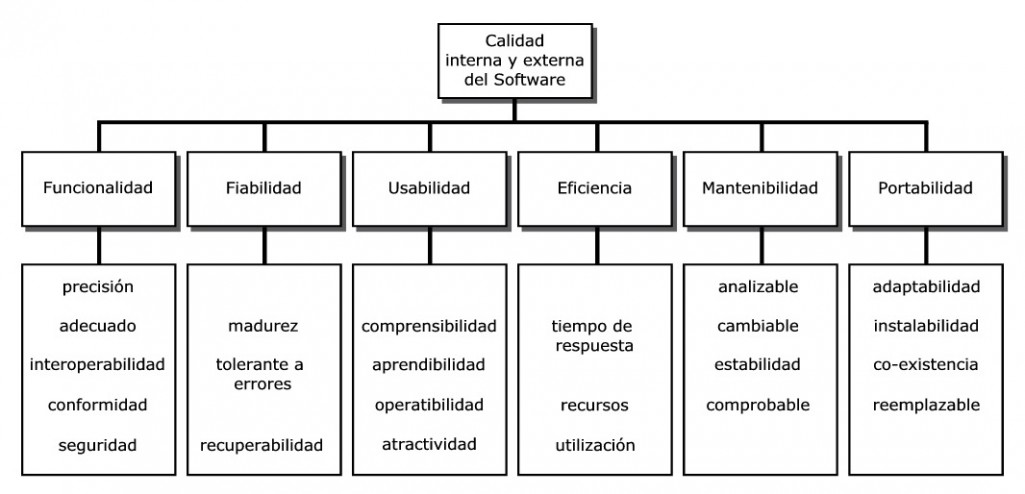 Calidad
interna y externa
del Software
Funcionalidad
Fiabilidad
Usabilidad
Eficiencia
Mantenibilidad
Portabilidad
precisión
adecuado
interoperabilidad
conformidad
seguridad
madurez
tolerante a
errores
recuperabilidad
comprensibilidad
aprendibilidad
operatibilidad
atractividad
tiempo de
respuesta
recursos
utilización
analizable
cambiable
estabilidad
comprobable
adaptabilidad
instalabilidad
co-existencia
reemplazable